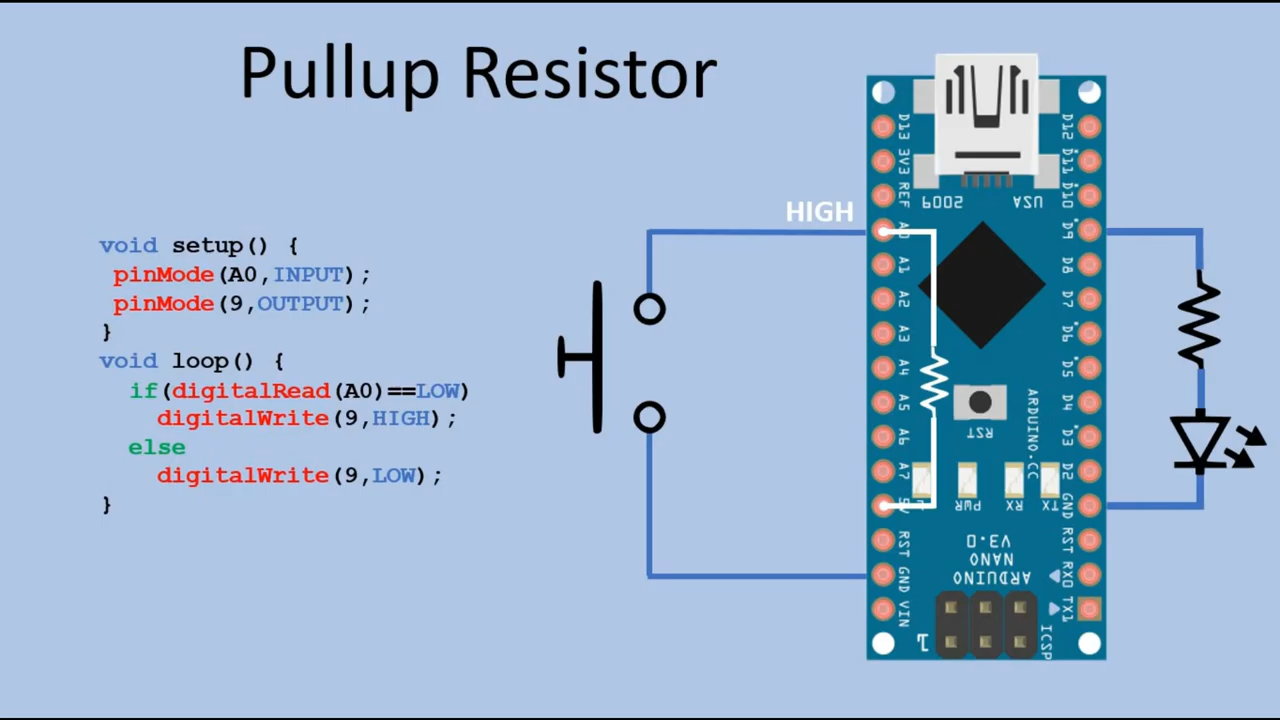 Pullup Resistor
void setup() {
pinMode(A0,INPUT);
pinMode(9,OUTPUT);
}
void loop() {
if(digitalRead(A0)==LOW)
digitalWrite(9,HIGH);
else
digitalWrite(9,LOW);
}
HIGH
D13
3V3
REF
A0
A1
A2
A3
A4
A5
A6
A7
5V
RST
GND
VIN
2009
USA
RST
ARDUINO.CC
PWR
RX
TX
V3.0
NANO
ARDUINO
1
ICSP
D12
D11
D10
D9
D8
D7
D6
D5
D4
D3
D2
GND
RST
RX0
TX1